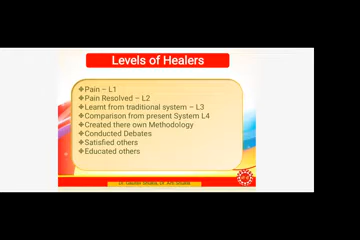 Levels of Healers
❖Pain – L1
❖Pain Resolved – L2
❖Learnt from traditional system – L3
❖Comparison from present System L4
❖Created there own Methodology
❖Conducted Debates
❖Satisfied others
❖Educated others